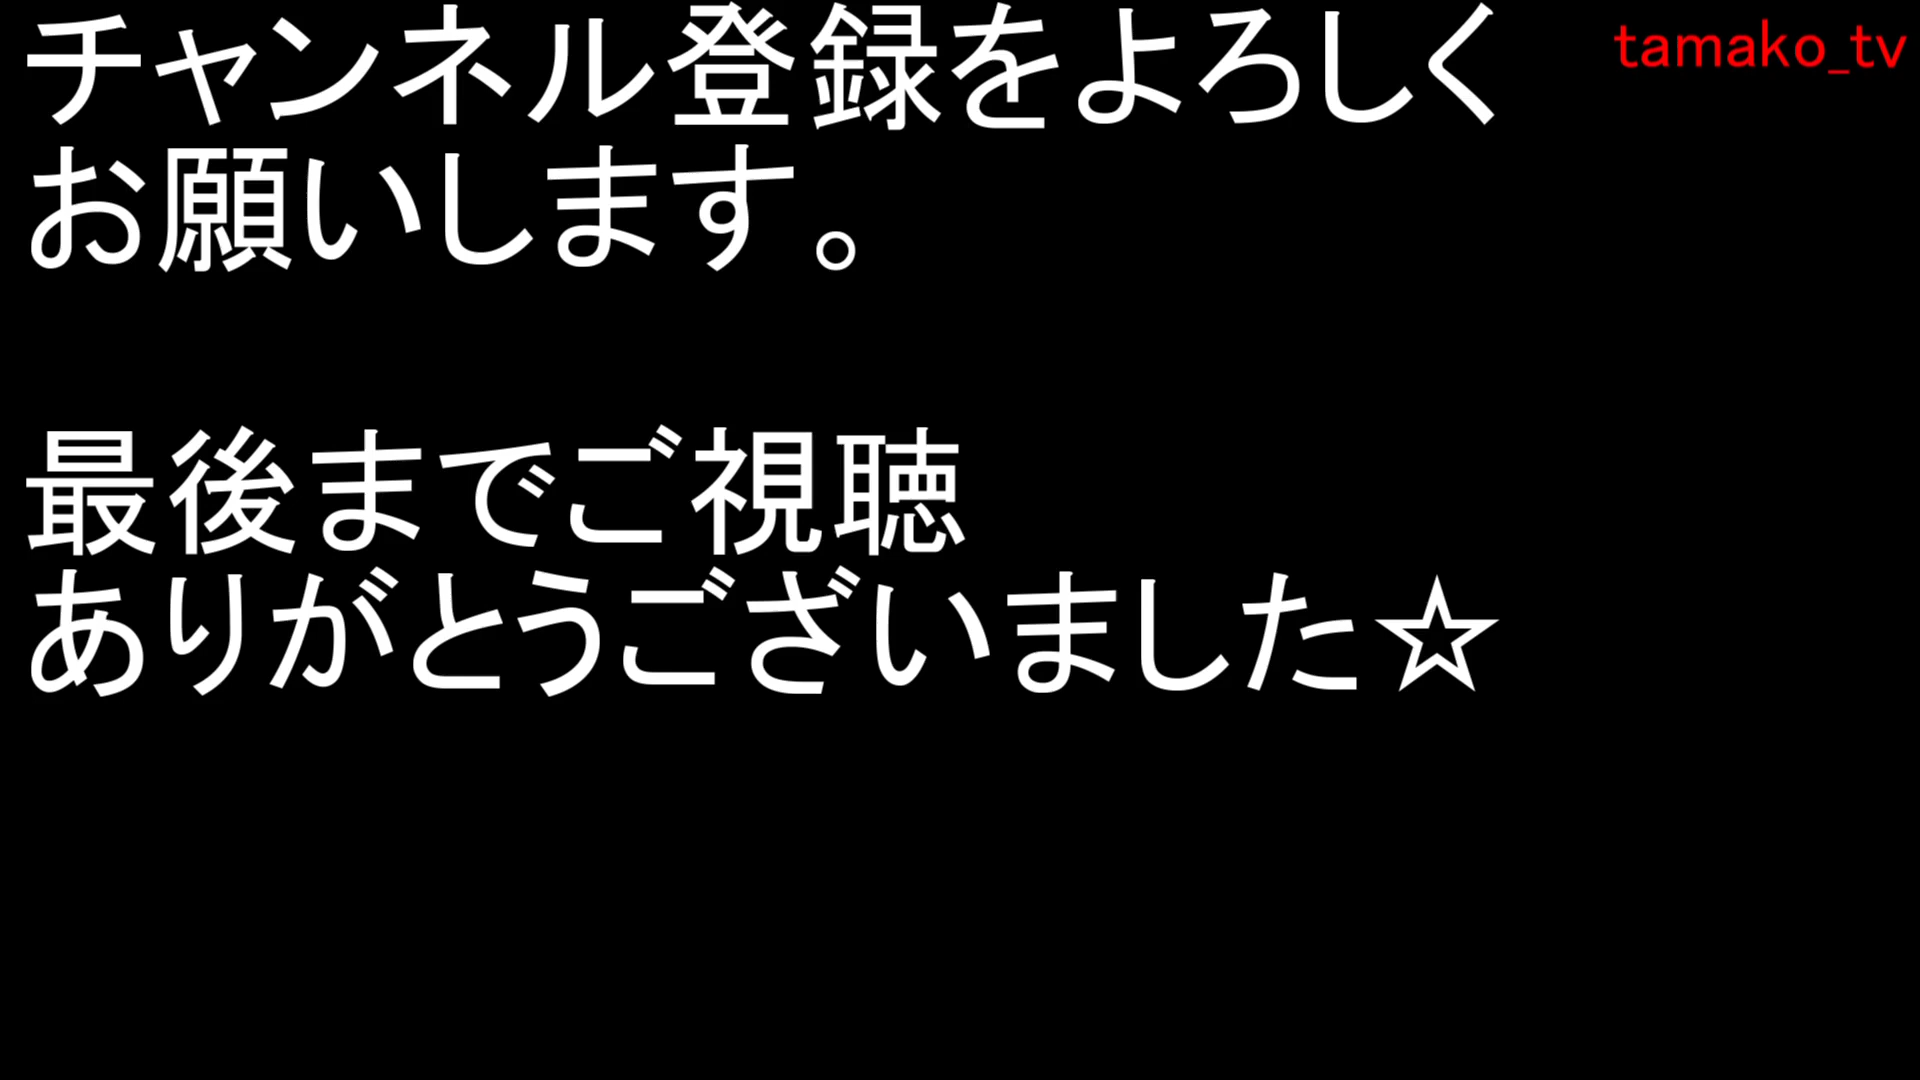 チャンネル登録をよろしく
tamako_tv
お願いします。
最後までご視聴
ありがとうございました☆